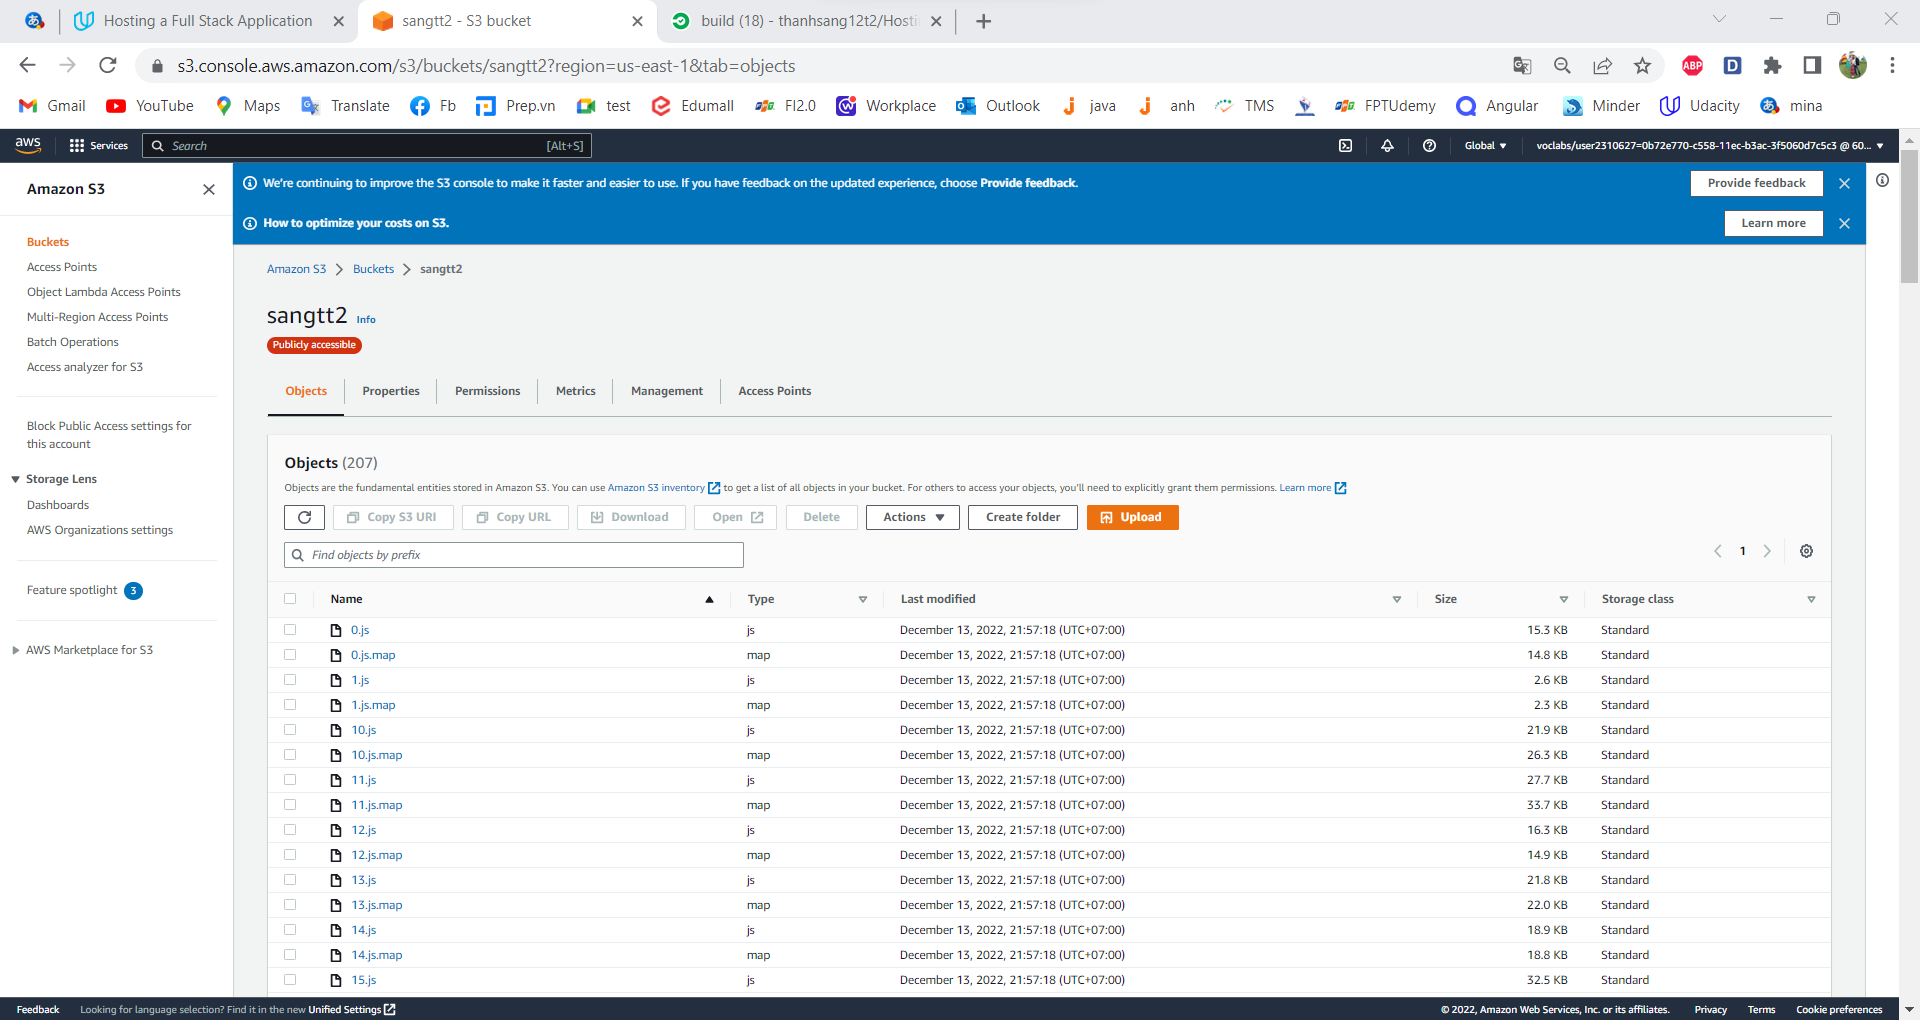 Hosting a Full Stack Application
sangtt2 - S3 bucket
build (18) - thanhsang12t2/Hosti
s3.console.aws.amazon.com/s3/buckets/sangtt2?region=us-east-1&tab=objects
ABP
D
Gmail YouTube Maps Translate Fb Prep.vn test Edumall FI2.0 Workplace Outlook java anh TMS FPTUdemy Angular Minder Udacity mina
aws Services Search [Alt+S] Global voclabs/user2310627=0b72e770-c558-11ec-b3ac-3f5060d7c5c3 @ 60...
Amazon S3
Buckets
Access Points
Object Lambda Access Points
Multi-Region Access Points
Batch Operations
Access analyzer for S3
Block Public Access settings for
this account
Storage Lens
Dashboards
AWS Organizations settings
Feature spotlight 3
AWS Marketplace for S3
We're continuing to improve the S3 console to make it faster and easier to use. If you have feedback on the updated experience, choose Provide feedback.
Provide feedback
How to optimize your costs on S3.
Learn more
Amazon S3 Buckets sangtt2
sangtt2 Info
Publicly accessible
Objects Properties Permissions Metrics Management Access Points
Objects (207)
Objects are the fundamental entities stored in Amazon S3. You can use Amazon S3 inventory to get a list of all objects in your bucket. For others to access your objects, you'll need to explicitly grant them permissions. Learn more
Copy S3 URI Copy URL Download Open Delete Actions Create folder Upload
Find objects by prefix
1
Name Type Last modified Size Storage class
0.js js December 13, 2022, 21:57:18 (UTC+07:00) 15.3 KB Standard
0.js.map map December 13, 2022, 21:57:18 (UTC+07:00) 14.8 KB Standard
1.js js December 13, 2022, 21:57:18 (UTC+07:00) 2.6 KB Standard
1.js.map map December 13, 2022, 21:57:18 (UTC+07:00) 2.3 KB Standard
10.js js December 13, 2022, 21:57:18 (UTC+07:00) 21.9 KB Standard
10.js.map map December 13, 2022, 21:57:18 (UTC+07:00) 26.3 KB Standard
11.js js December 13, 2022, 21:57:18 (UTC+07:00) 27.7 KB Standard
11.js.map map December 13, 2022, 21:57:18 (UTC+07:00) 33.7 KB Standard
12.js js December 13, 2022, 21:57:18 (UTC+07:00) 16.3 KB Standard
12.js.map map December 13, 2022, 21:57:18 (UTC+07:00) 14.9 KB Standard
13.js js December 13, 2022, 21:57:18 (UTC+07:00) 21.8 KB Standard
13.js.map map December 13, 2022, 21:57:18 (UTC+07:00) 22.0 KB Standard
14.js js December 13, 2022, 21:57:18 (UTC+07:00) 18.9 KB Standard
14.js.map map December 13, 2022, 21:57:18 (UTC+07:00) 18.8 KB Standard
15.js js December 13, 2022, 21:57:18 (UTC+07:00) 32.5 KB Standard
Feedback Looking for language selection? Find it in the new Unified Settings © 2022, Amazon Web Services, Inc. or its affiliates. Privacy Terms Cookie preferences